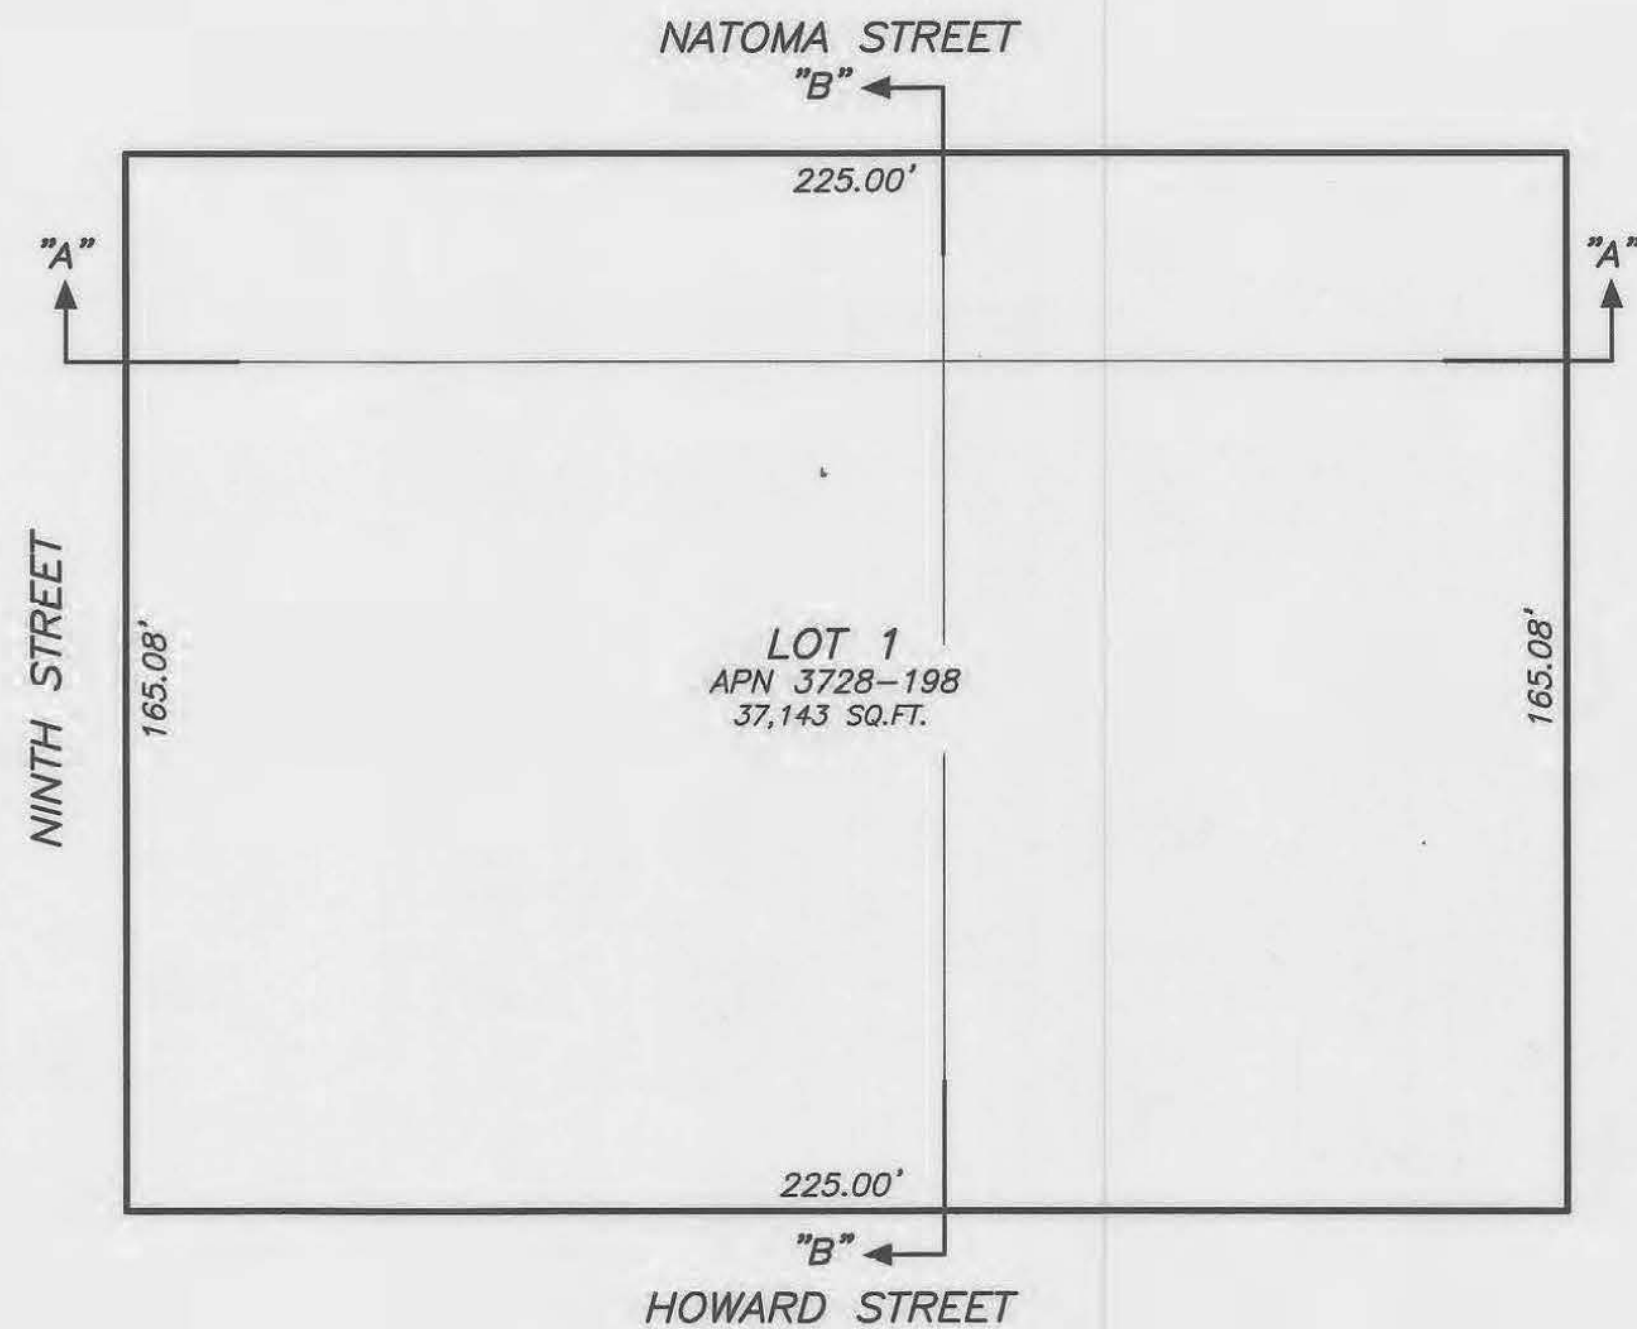 NATOMA STREET
"B"
225.00'
"A"
"A"
NINTH STREET
165.08'
LOT 1
APN 3728-198
37,143 SQ.FT.
165.08'
225.00'
"B"
HOWARD STREET